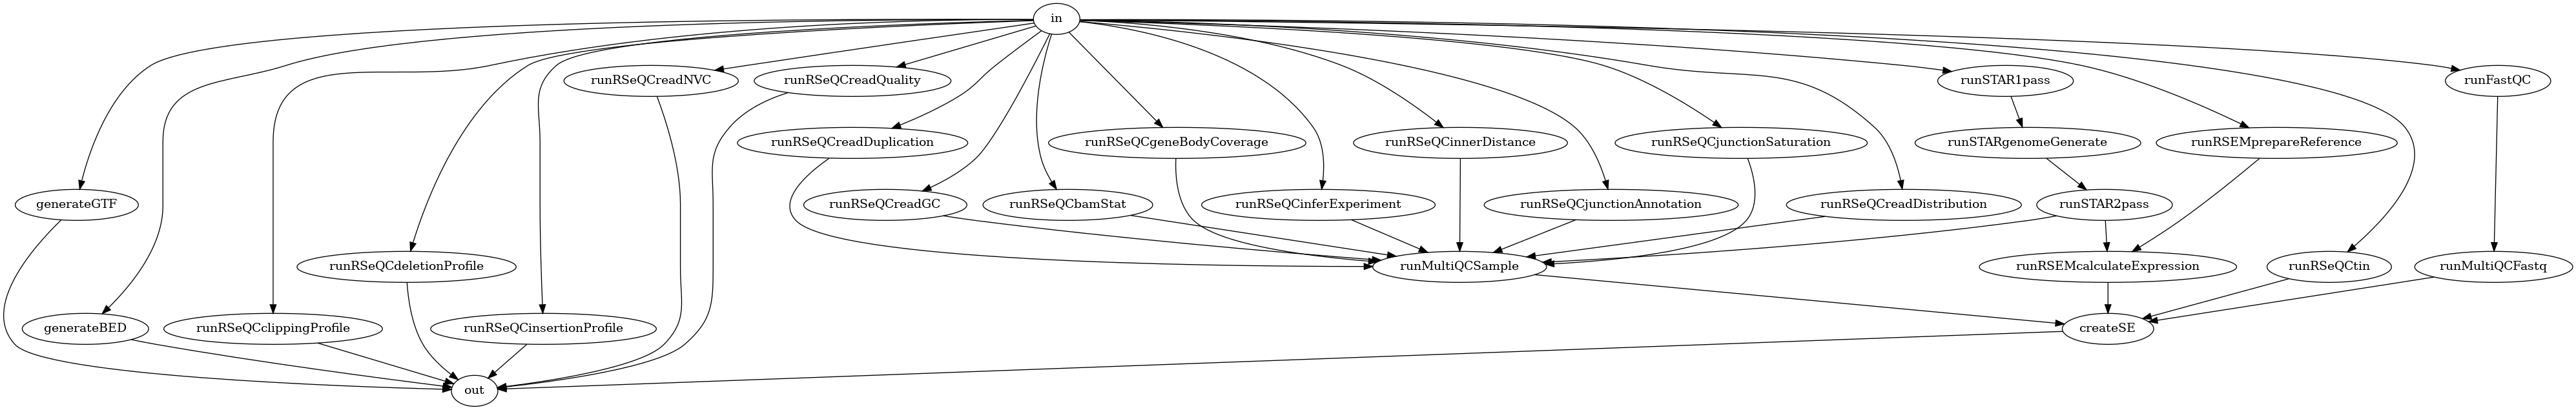 in
runRSeQCreadNVC
runRSeQCreadQuality
runSTAR1pass
runFastQC
runRSeQCreadDuplication
runRSeQCgeneBodyCoverage
runRSeQCinnerDistance
runRSeQCjunctionSaturation
runSTARgenomeGenerate
runRSEMprepareReference
generateGTF
runRSeQCreadGC
runRSeQCbamStat
runRSeQCinferExperiment
runRSeQCjunctionAnnotation
runRSeQCreadDistribution
runSTAR2pass
runRSeQCdeletionProfile
runMultiQCSample
runRSEMcalculateExpression
runRSeQCtin
runMultiQCFastq
generateBED
runRSeQCclippingProfile
runRSeQCinsertionProfile
createSE
out